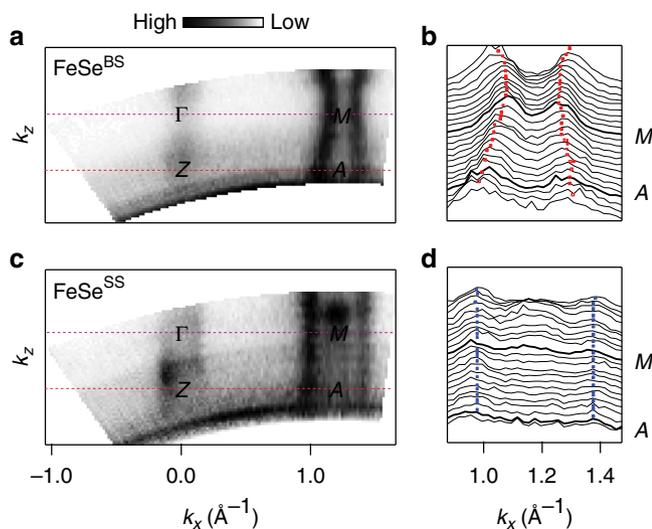 High Low
a
b
FeSe^BS
Γ
M
k_z
Z
A
M
A
c
d
FeSe^SS
Γ
M
k_z
Z
A
M
A
−1.0 0.0 1.0
1.0 1.2 1.4
k_x (Å⁻¹)
k_x (Å⁻¹)